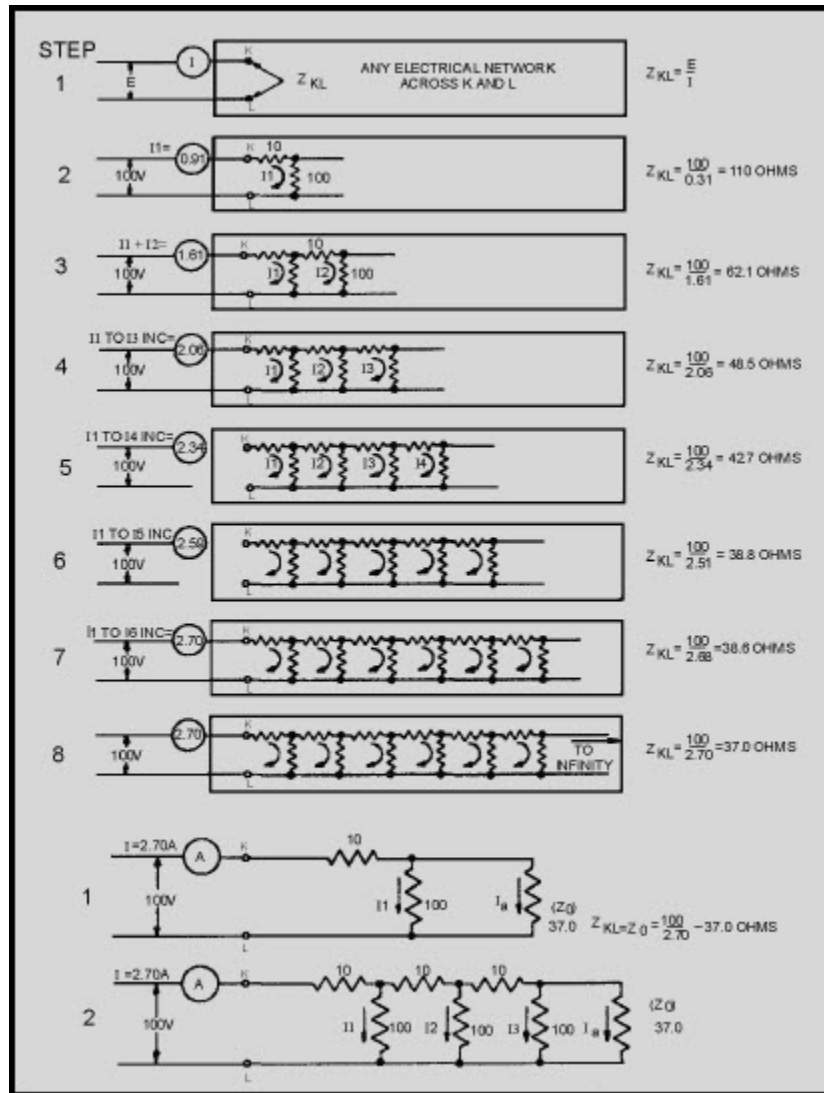 STEP
1
E
I
K
L
Z KL
ANY ELECTRICAL NETWORK
ACROSS K AND L
Z KL = E/I
2
I1=
0.91
100V
K
L
10
I1
100
Z KL = 100/0.31 = 110 OHMS
3
I1 + I2=
1.61
100V
K
L
10
I1
I2
100
Z KL = 100/1.61 = 62.1 OHMS
4
I1 TO I3 INC=
2.06
100V
K
L
I1
I2
I3
Z KL = 100/2.06 = 48.5 OHMS
5
I1 TO I4 INC=
2.34
100V
K
L
I1
I2
I3
I4
Z KL = 100/2.34 = 42.7 OHMS
6
I1 TO I5 INC
100V
K
L
Z KL = 100/2.51 = 38.8 OHMS
7
I1 TO I6 INC=
2.70
100V
K
L
Z KL = 100/2.68 = 38.6 OHMS
8
2.70
100V
K
L
TO
INFINITY
Z KL = 100/2.70 = 37.0 OHMS
1
I =2.70A
A
K
L
100V
10
I1
100
Ia
(Z0)
37.0
Z KL=Z 0 = 100/2.70 – 37.0 OHMS
2
I =2.70A
A
K
L
100V
10
10
10
I1
100
I2
100
I3
100
Ia
(Z0)
37.0